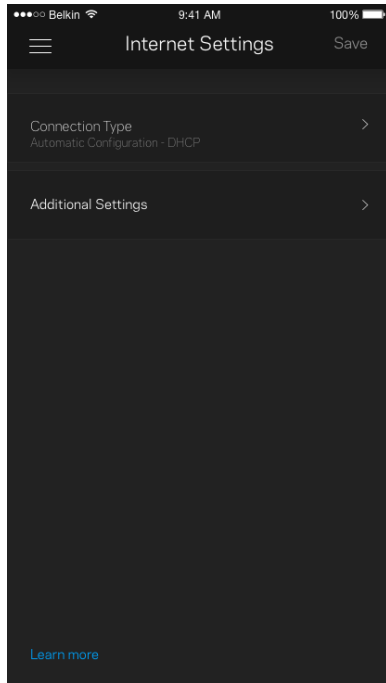 Belkin 9:41 AM 100%
Internet Settings Save
Connection Type
Automatic Configuration - DHCP
Additional Settings
Learn more